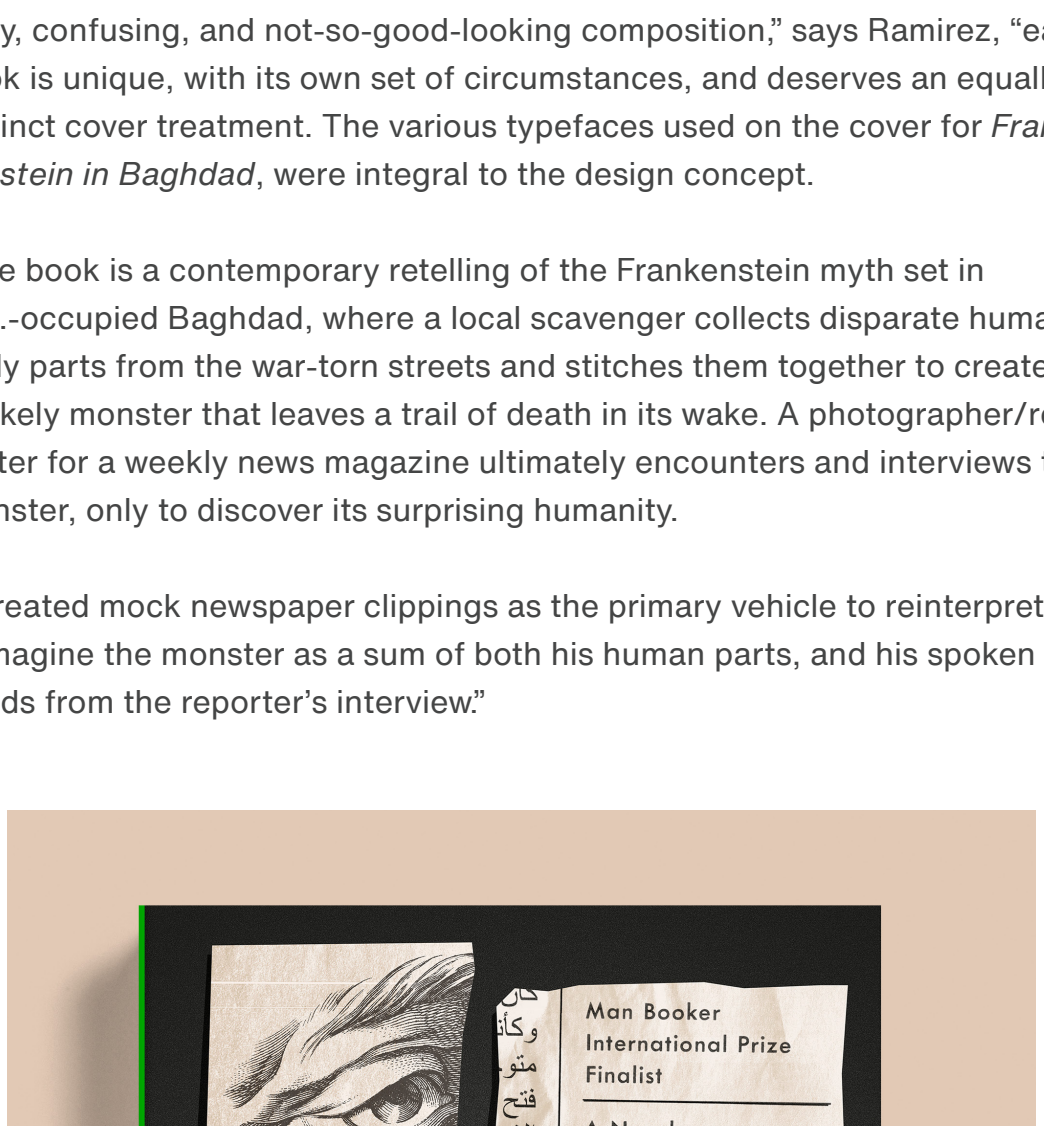 y, confusing, and not-so-good-looking composition,” says Ramirez, “ea
ok is unique, with its own set of circumstances, and deserves an equall
inct cover treatment. The various typefaces used on the cover for Fran
stein in Baghdad, were integral to the design concept.
e book is a contemporary retelling of the Frankenstein myth set in
.-occupied Baghdad, where a local scavenger collects disparate huma
ly parts from the war-torn streets and stitches them together to create
kely monster that leaves a trail of death in its wake. A photographer/re
ter for a weekly news magazine ultimately encounters and interviews t
nster, only to discover its surprising humanity.
reated mock newspaper clippings as the primary vehicle to reinterpret
magine the monster as a sum of both his human parts, and his spoken
ds from the reporter’s interview.”
كان
وكأن
Man Booker
International Prize
Finalist
متو
فتح
A Novel